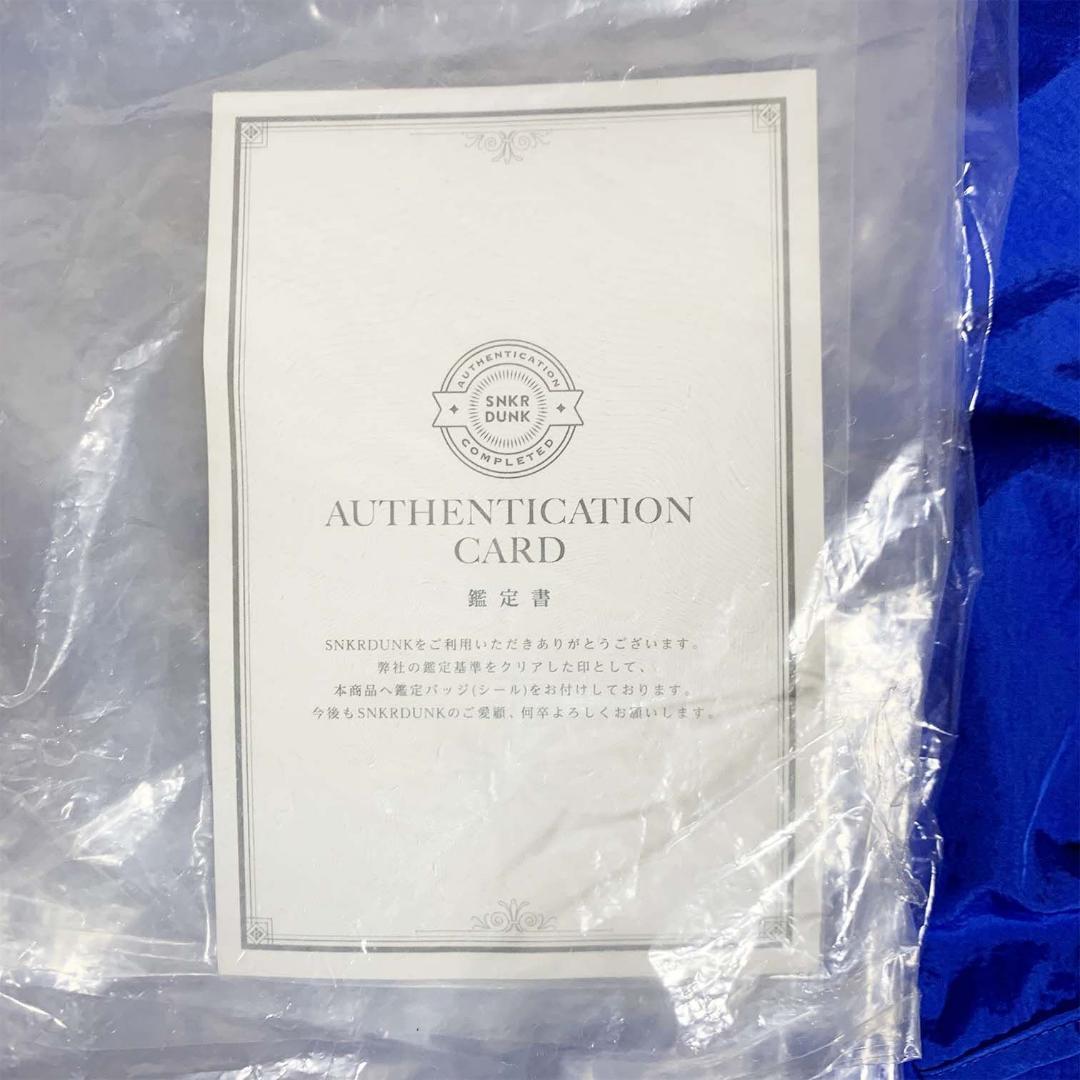 AUTHENTICATION
SNKR
DUNK
COMPLETED
AUTHENTICATION
CARD
鑑定書
SNKRDUNKをご利用いただきありがとうございます。
弊社の鑑定基準をクリアした印として、
本商品へ鑑定バッジ(シール)をお付けしております。
今後もSNKRDUNKのご愛顧、何卒よろしくお願いします。